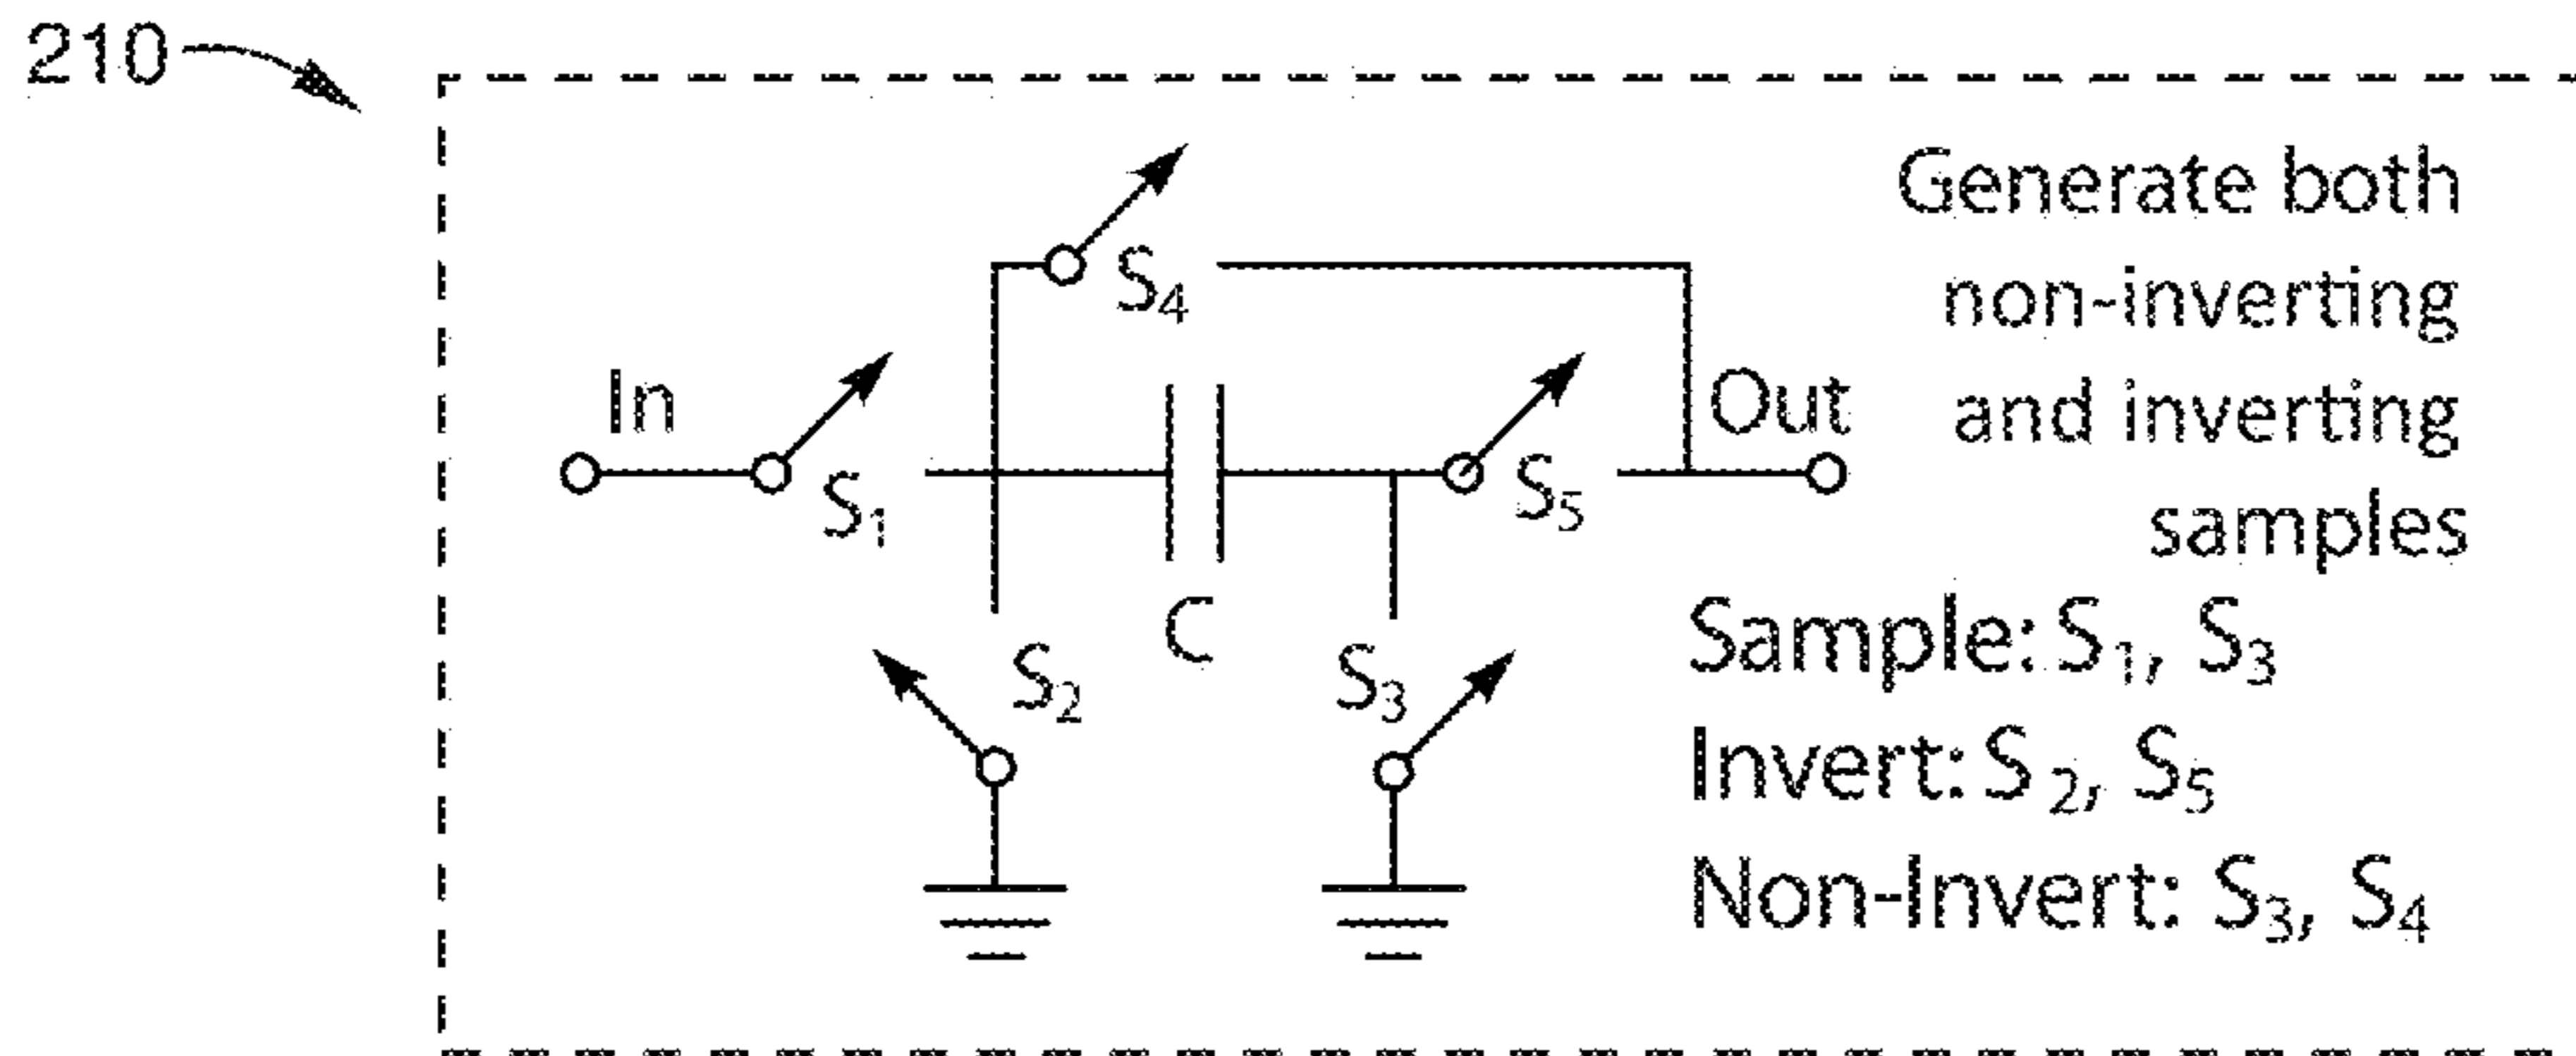 210
Generate both
non-inverting
and inverting
samples
S₄
In
Out
S₁
S₅
C
S₂
S₃
Sample: S₁, S₃
Invert: S₂, S₅
Non-Invert: S₃, S₄